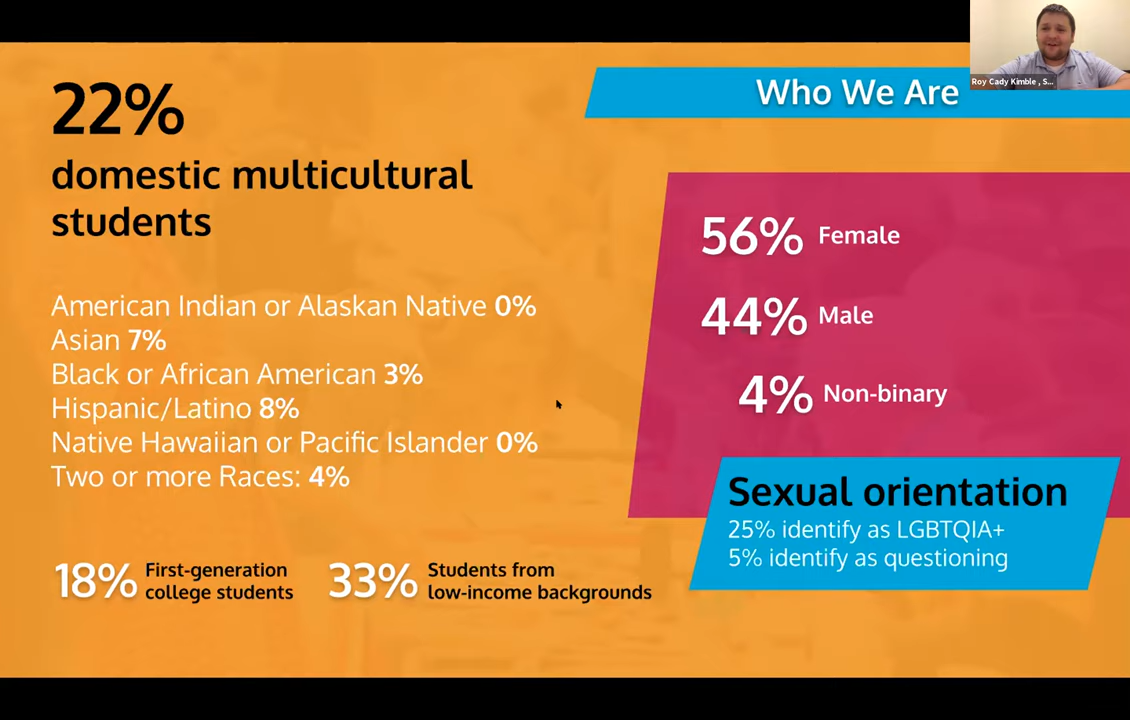 22%
domestic multicultural
students
American Indian or Alaskan Native 0%
Asian 7%
Black or African American 3%
Hispanic/Latino 8%
Native Hawaiian or Pacific Islander 0%
Two or more Races: 4%
18% First-generation
college students
33% Students from
low-income backgrounds
Who We Are
56% Female
44% Male
4% Non-binary
Sexual orientation
25% identify as LGBTQIA+
5% identify as questioning
Roy Cady Kimble , S...